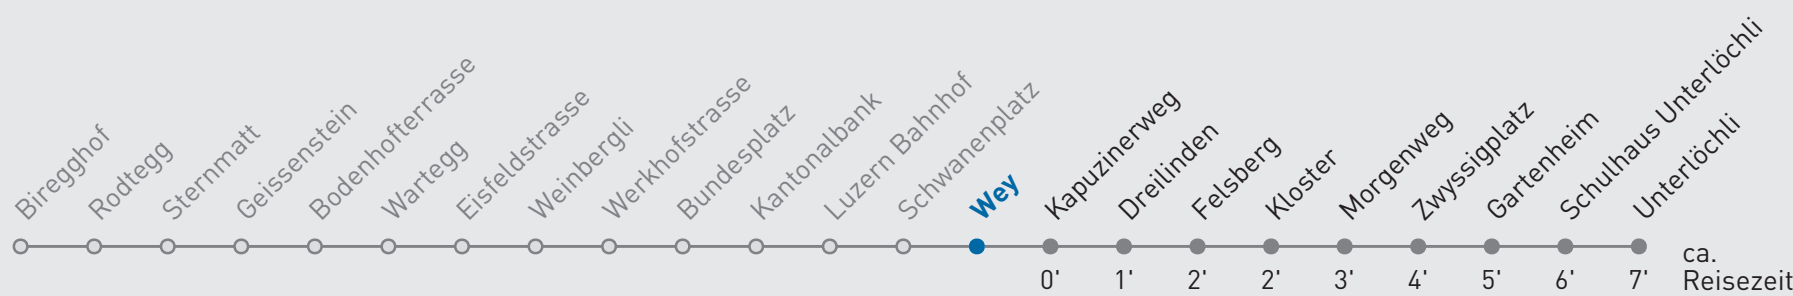 Biregghof
Rodtegg
Sternmatt
Geissenstein
Bodenhofterrasse
Wartegg
Eisfeldstrasse
Weinbergli
Werkhofstrasse
Bundesplatz
Kantonalbank
Luzern Bahnhof
Schwanenplatz
Wey
Kapuzinerweg
Dreilinden
Felsberg
Kloster
Morgenweg
Zwyssigplatz
Gartenheim
Schulhaus Unterlöchli
Unterlöchli
0' 1' 2' 2' 3' 4' 5' 6' 7'
ca.
Reisezeit